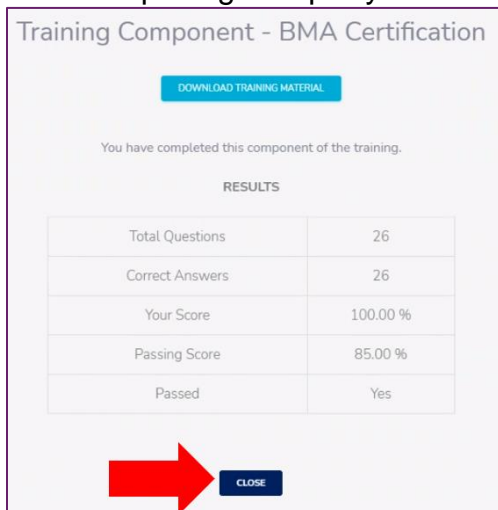 Training Component - BMA Certification
DOWNLOAD TRAINING MATERIAL
You have completed this component of the training.
RESULTS
Total Questions 26
Correct Answers 26
Your Score 100.00 %
Passing Score 85.00 %
Passed Yes
CLOSE